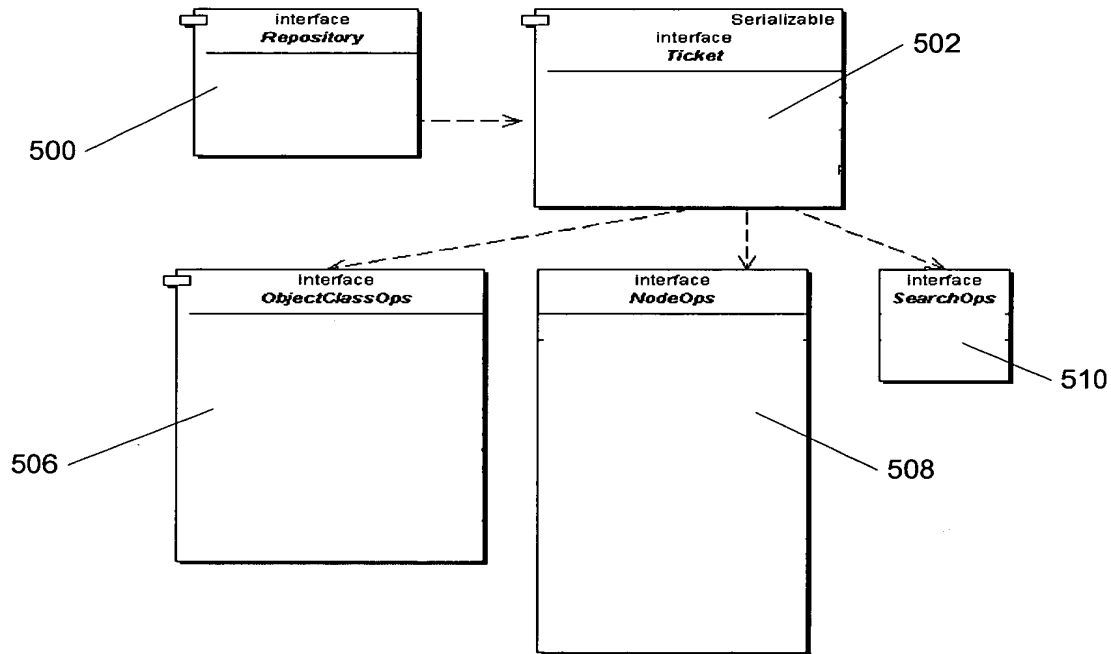 interface
Repository
Serializable
interface
Ticket
502
500
interface
ObjectClassOps
interface
NodeOps
interface
SearchOps
510
506
508